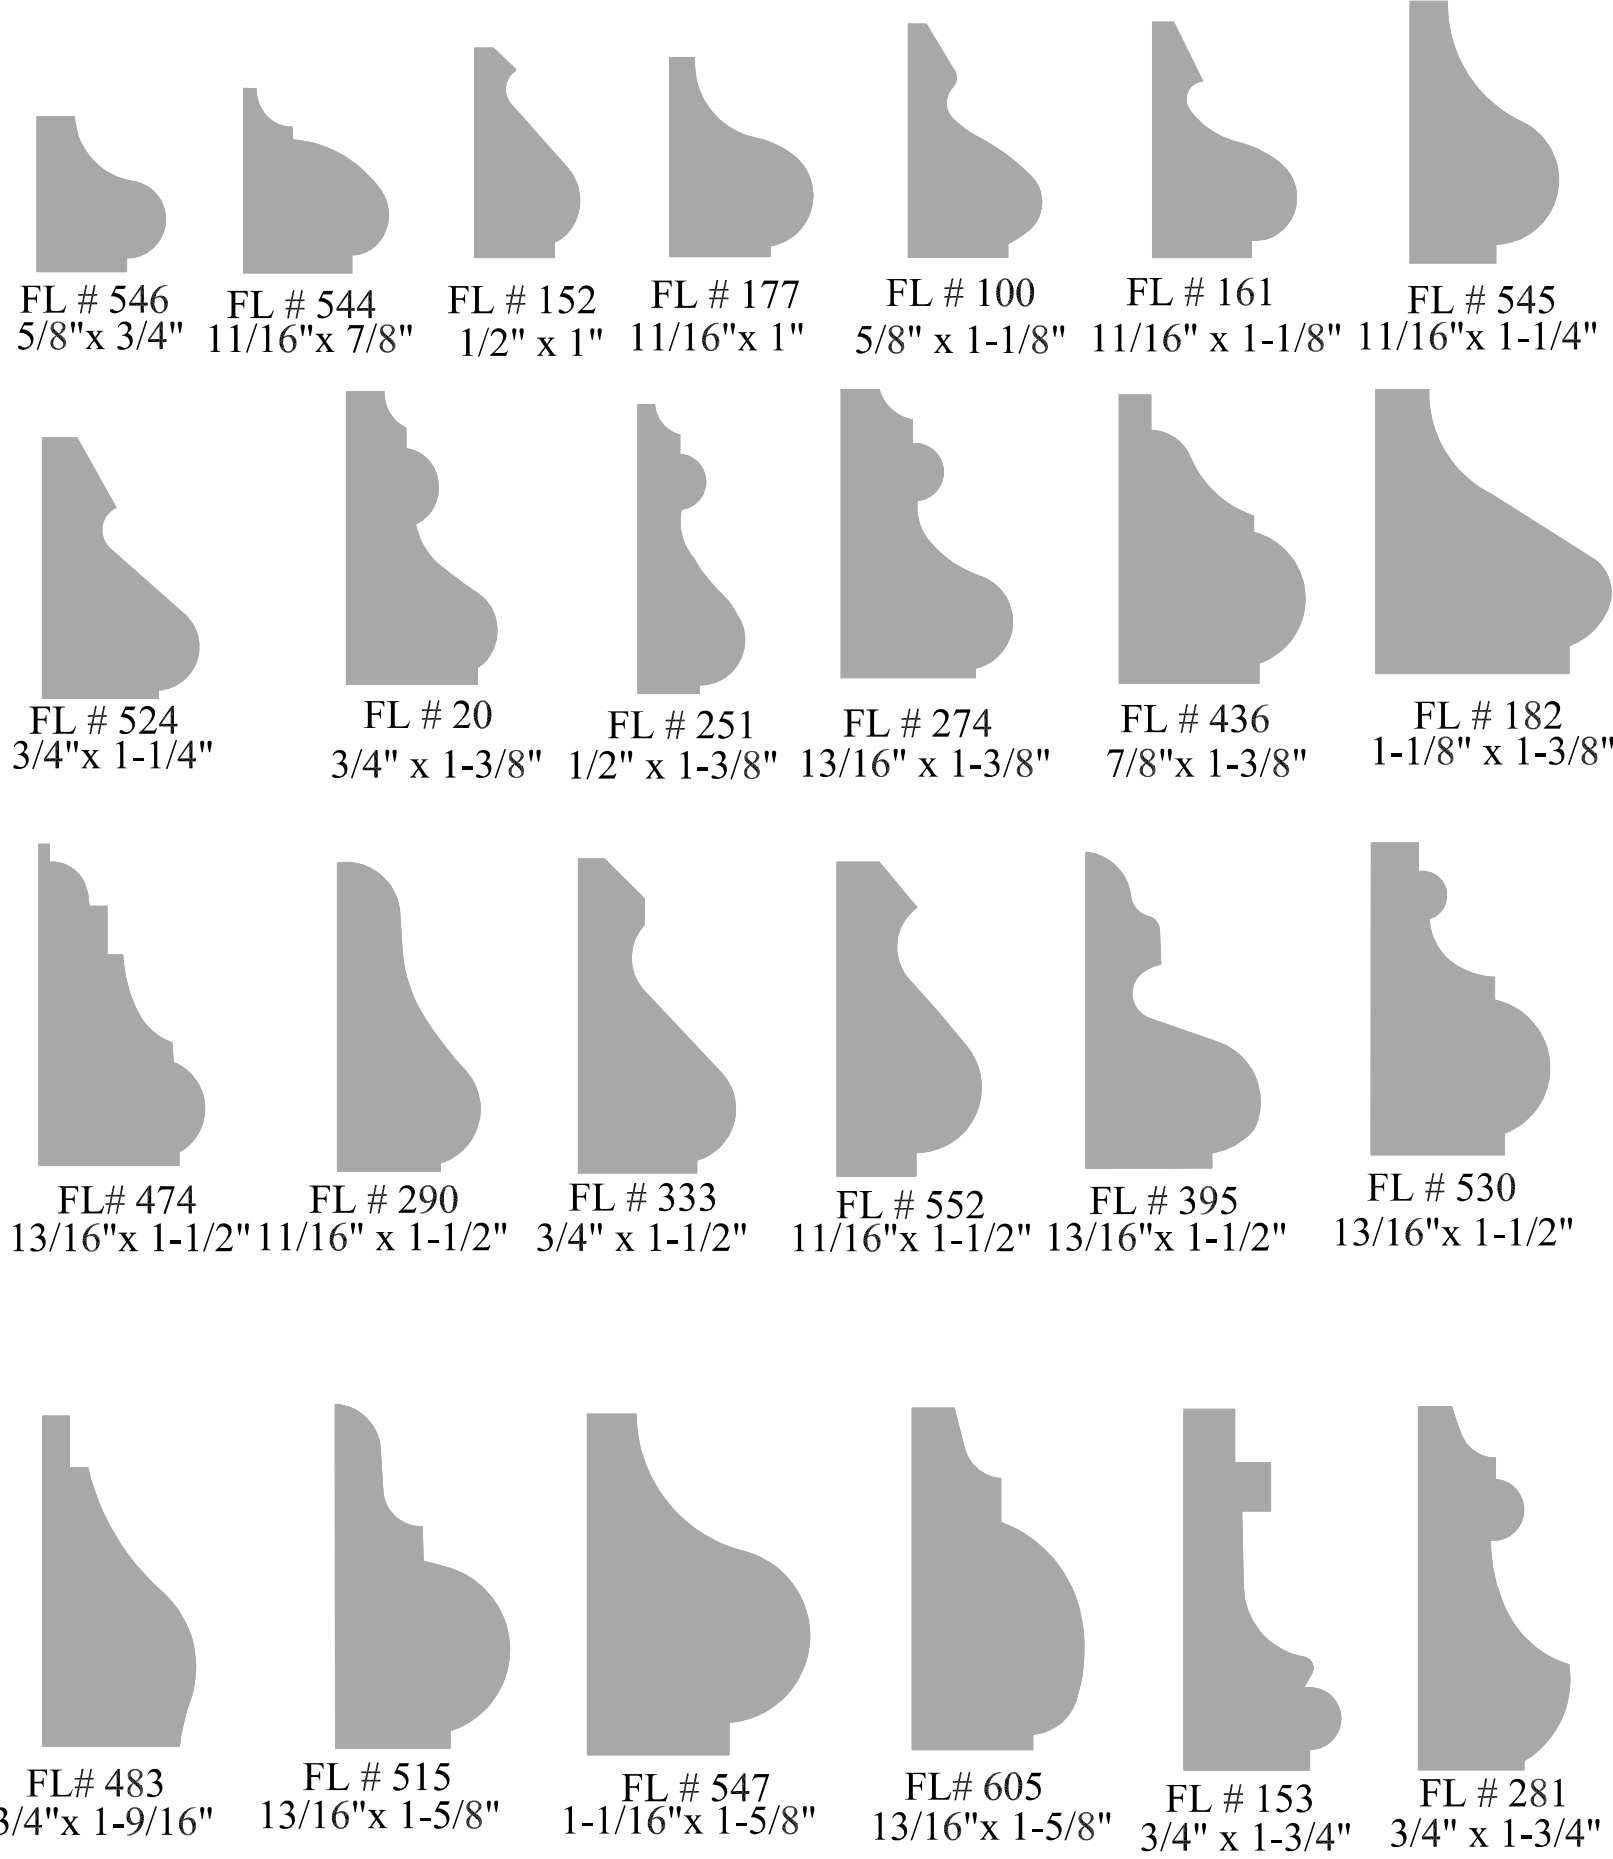 FL # 546
5/8"x 3/4"
FL # 544
11/16"x 7/8"
FL # 152
1/2" x 1"
FL # 177
11/16"x 1"
FL # 100
5/8" x 1-1/8"
FL # 161
11/16" x 1-1/8"
FL # 545
11/16"x 1-1/4"
FL # 524
3/4"x 1-1/4"
FL # 20
3/4" x 1-3/8"
FL # 251
1/2" x 1-3/8"
FL # 274
13/16" x 1-3/8"
FL # 436
7/8"x 1-3/8"
FL # 182
1-1/8" x 1-3/8"
FL# 474
13/16"x 1-1/2"
FL # 290
11/16" x 1-1/2"
FL # 333
3/4" x 1-1/2"
FL # 552
11/16"x 1-1/2"
FL # 395
13/16"x 1-1/2"
FL # 530
13/16"x 1-1/2"
FL# 483
3/4"x 1-9/16"
FL # 515
13/16"x 1-5/8"
FL # 547
1-1/16"x 1-5/8"
FL# 605
13/16"x 1-5/8"
FL # 153
3/4" x 1-3/4"
FL # 281
3/4" x 1-3/4"